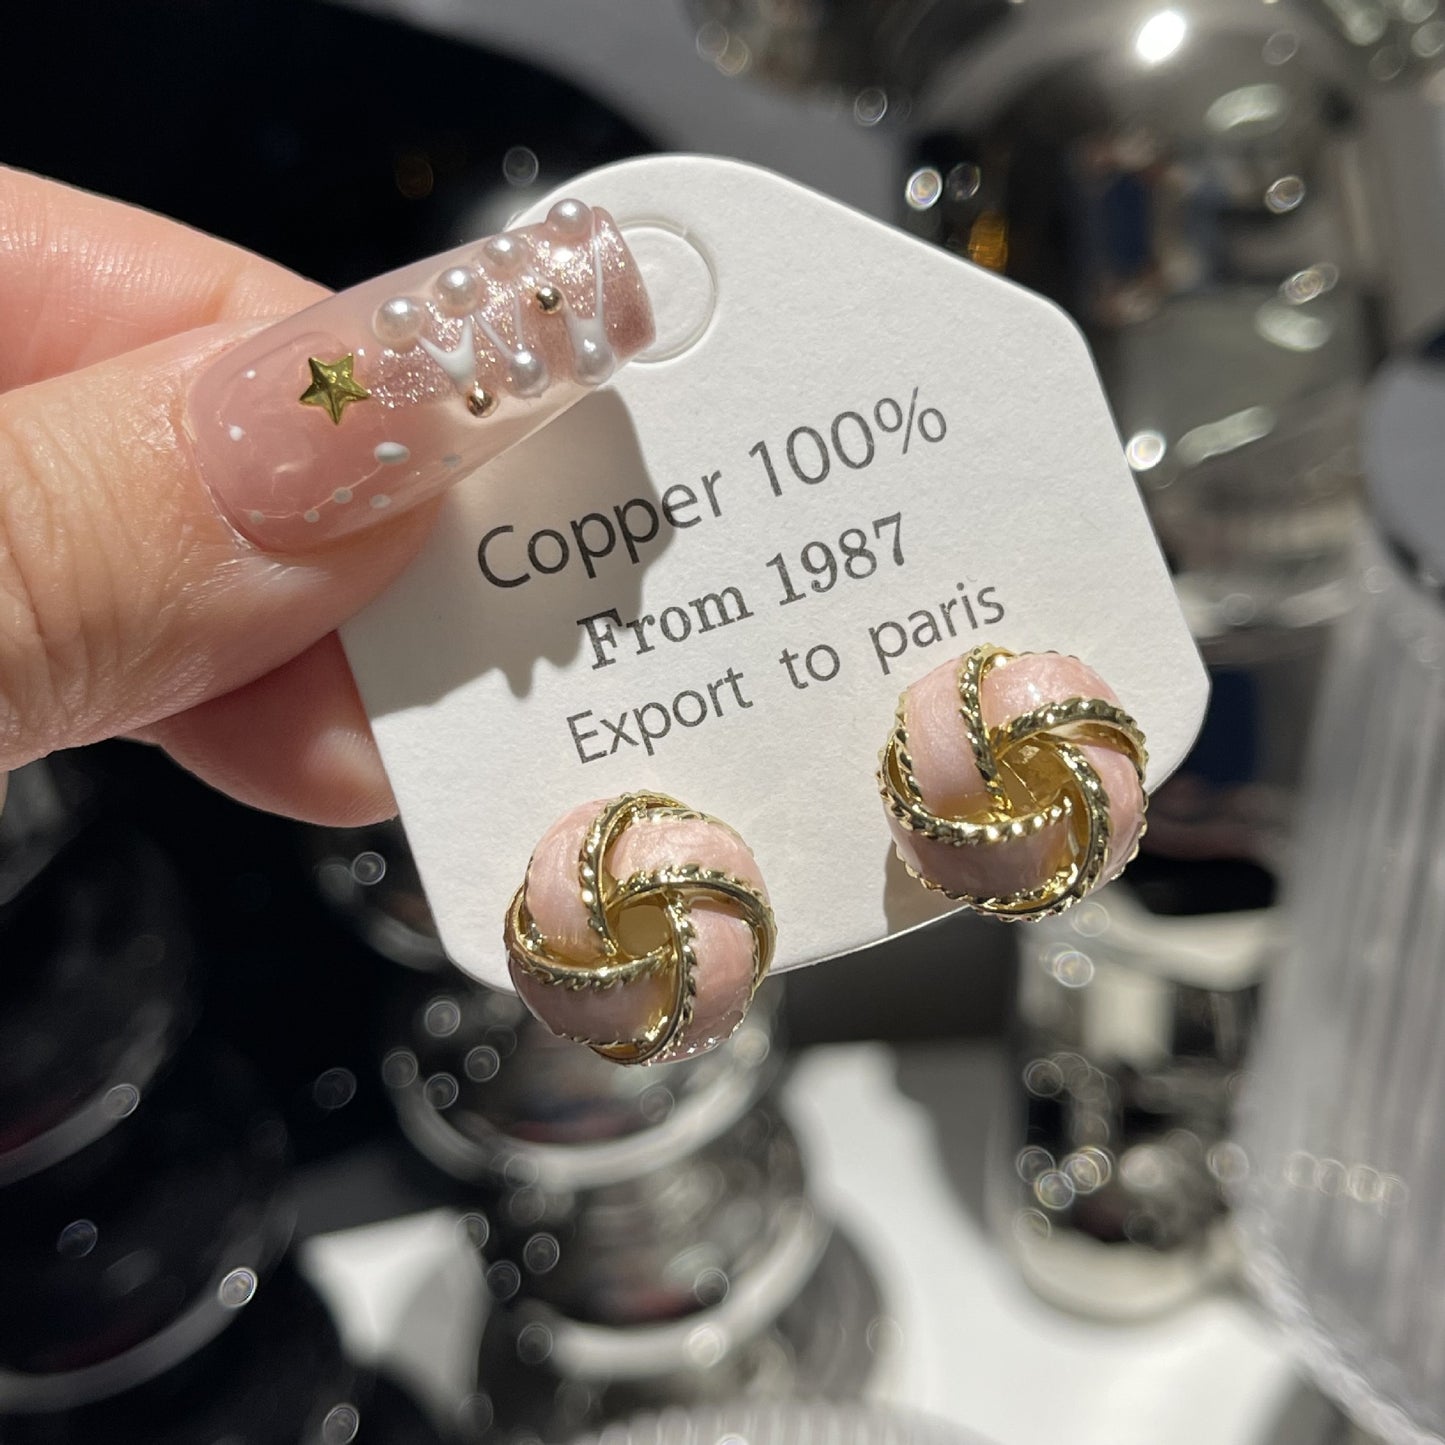 Copper 100%
From 1987
Export to paris